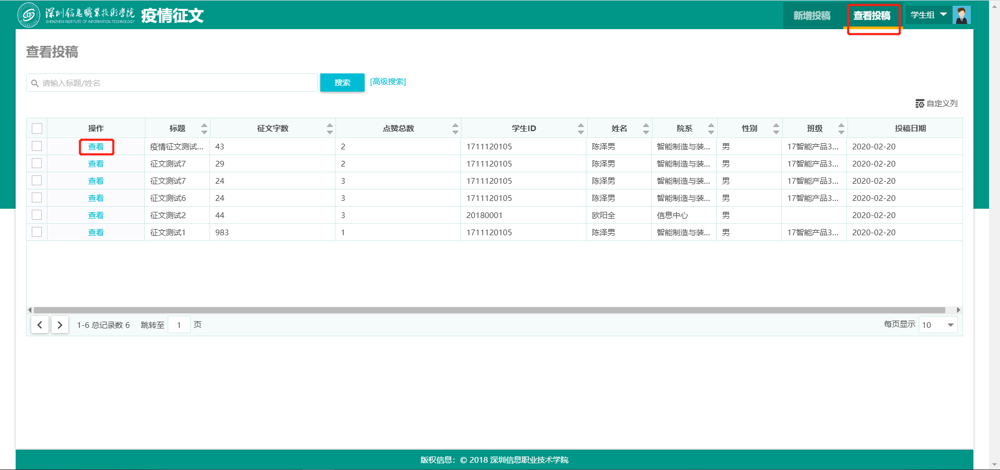 深圳信息職業技術學院 疫情征文 新增投稿 查看投稿 学生组
SHENZHEN INSTITUTE OF INFORMATION TECHNOLOGY
查看投稿
请输入标题/姓名 搜索 [高级搜索]
自定义列
操作 标题 征文字数 点赞总数 学生ID 姓名 院系 性别 班级 投稿日期
查看 疫情征文测试... 43 2 1711120105 陈泽男 智能制造与装... 男 17智能产品3... 2020-02-20
查看 征文测试7 29 2 1711120105 陈泽男 智能制造与装... 男 17智能产品3... 2020-02-20
查看 征文测试7 24 3 1711120105 陈泽男 智能制造与装... 男 17智能产品3... 2020-02-20
查看 征文测试6 24 3 1711120105 陈泽男 智能制造与装... 男 17智能产品3... 2020-02-20
查看 征文测试2 44 3 20180001 欧阳全 信息中心 男 2020-02-20
查看 征文测试1 983 1 1711120105 陈泽男 智能制造与装... 男 17智能产品3... 2020-02-20
1-6 总记录数 6 跳转至 1 页 每页显示 10
版权信息：© 2018 深圳信息职业技术学院